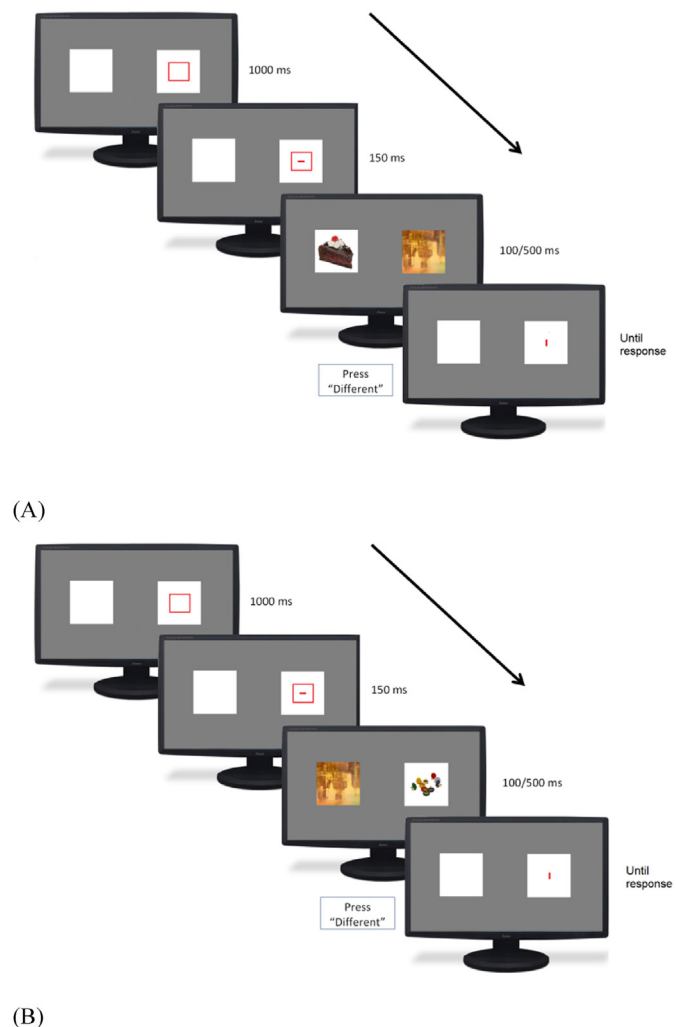 1000 ms
150 ms
100/500 ms
Until
response
Press
"Different"
(A)
1000 ms
150 ms
100/500 ms
Until
response
Press
"Different"
(B)